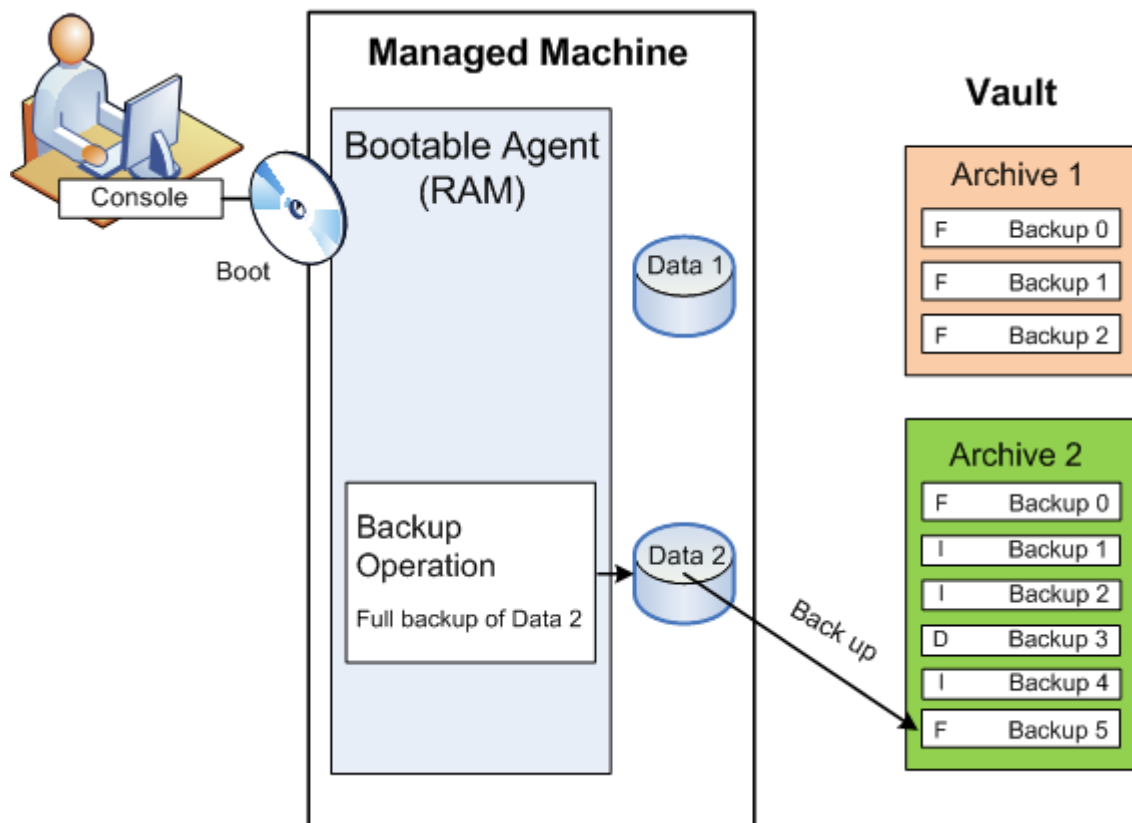 Managed Machine
Vault
Console
Boot
Bootable Agent
(RAM)
Data 1
Backup
Operation
Full backup of Data 2
Data 2
Back up
Archive 1
F Backup 0
F Backup 1
F Backup 2
Archive 2
F Backup 0
I Backup 1
I Backup 2
D Backup 3
I Backup 4
F Backup 5